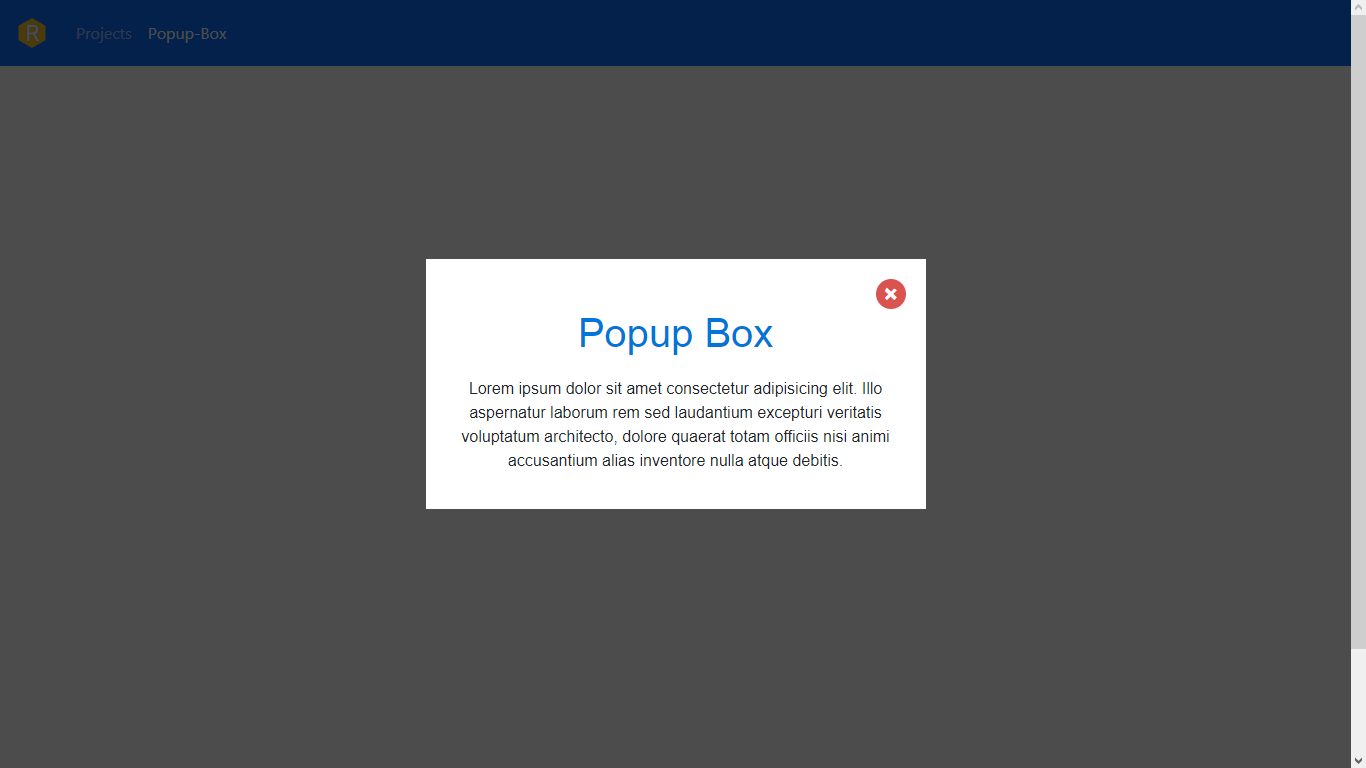 R
Projects
Popup-Box
Popup Box
Lorem ipsum dolor sit amet consectetur adipisicing elit. Illo
aspernatur laborum rem sed laudantium excepturi veritatis
voluptatum architecto, dolore quaerat totam officiis nisi animi
accusantium alias inventore nulla atque debitis.